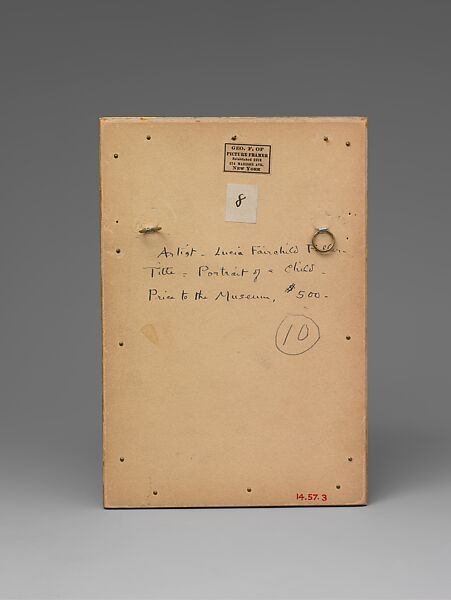 GEO. F. OF
PICTURE FRAMER
NEW YORK
8
Artist - Lucia Fairchild
Title = Portrait of a Child -
Price to the Museum, $500-
10
14.57.3